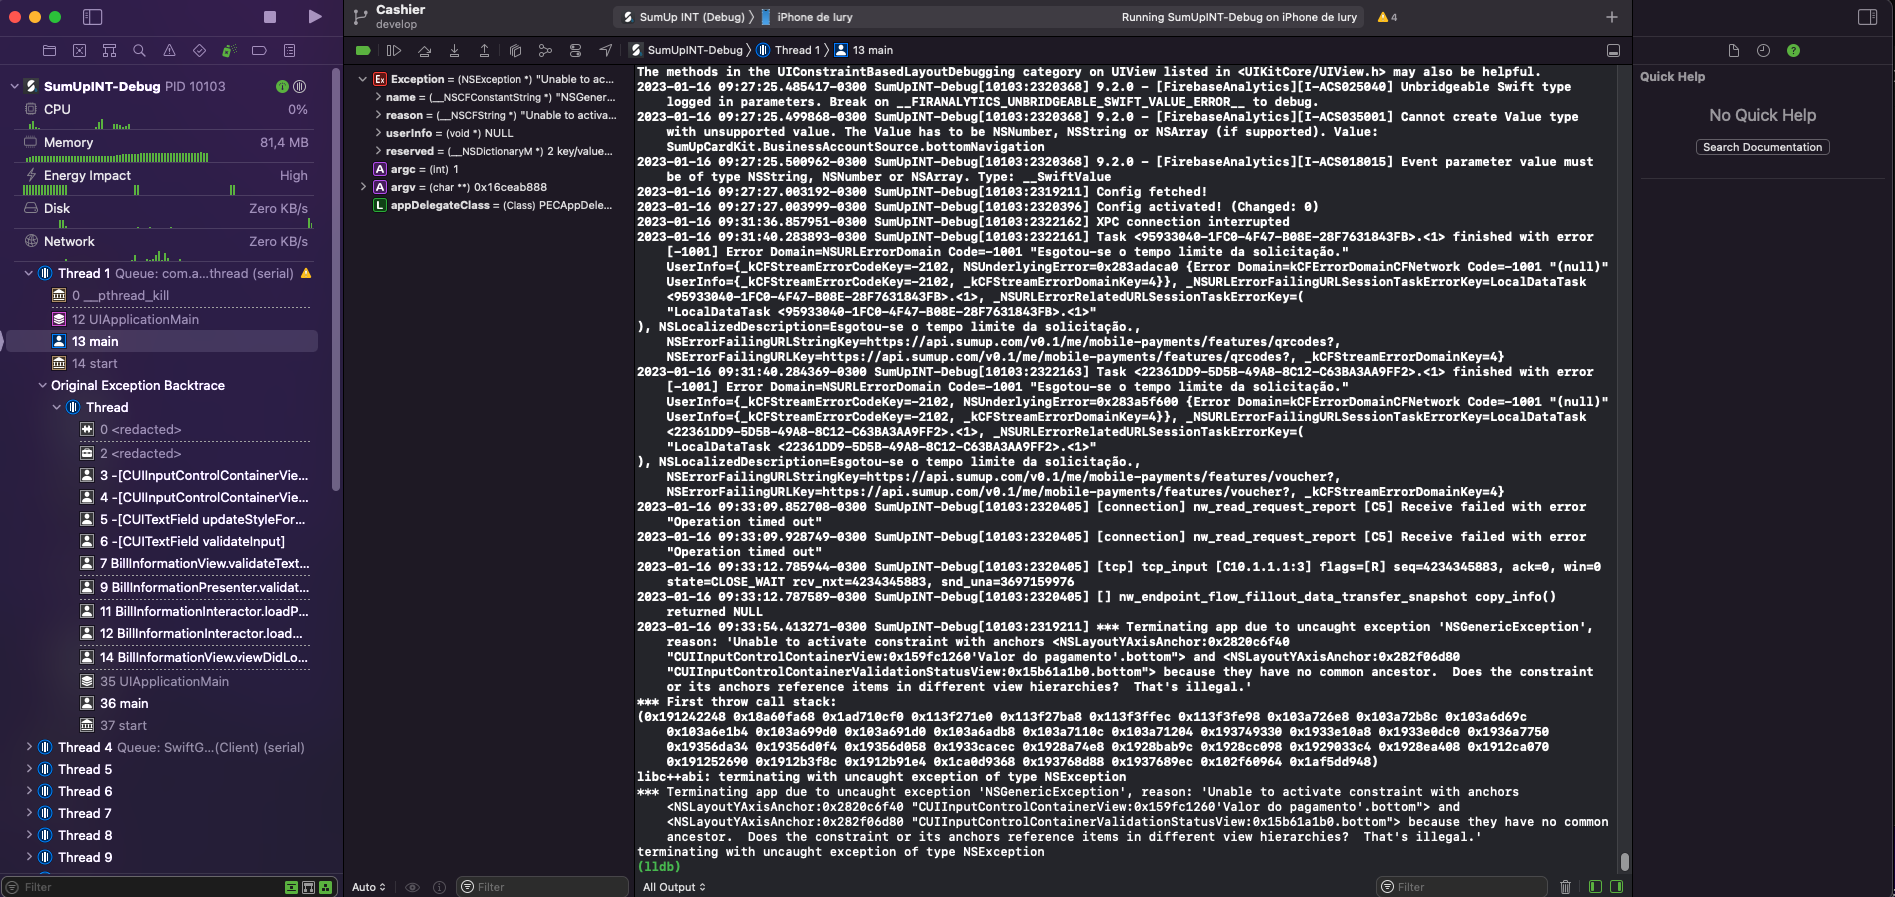 Cashier
develop
SumUp INT (Debug) 〉 iPhone de Iury
Running SumUpINT-Debug on iPhone de Iury
4
SumUpINT-Debug 〉 Thread 1 〉 13 main
SumUpINT-Debug PID 10103
CPU 0%
Memory 81,4 MB
Energy Impact High
Disk Zero KB/s
Network Zero KB/s
Thread 1 Queue: com.a...thread (serial)
0 __pthread_kill
12 UIApplicationMain
13 main
14 start
Original Exception Backtrace
Thread
0 <redacted>
2 <redacted>
3 -[CUIInputControlContainerVie...
4 -[CUIInputControlContainerVie...
5 -[CUITextField updateStyleFor...
6 -[CUITextField validateInput]
7 BillInformationView.validateText...
9 BillInformationPresenter.validat...
11 BillInformationInteractor.loadP...
12 BillInformationInteractor.load...
14 BillInformationView.viewDidLo...
35 UIApplicationMain
36 main
37 start
Thread 4 Queue: SwiftG...(Client) (serial)
Thread 5
Thread 6
Thread 7
Thread 8
Thread 9
Filter
Exception = (NSException *) "Unable to ac...
name = (__NSCFConstantString *) "NSGener...
reason = (__NSCFString *) "Unable to activa...
userInfo = (void *) NULL
reserved = (__NSDictionaryM *) 2 key/value...
A argc = (int) 1
A argv = (char **) 0x16ceab888
L appDelegateClass = (Class) PECAppDele...
Auto
Filter
The methods in the UIConstraintBasedLayoutDebugging category on UIView listed in <UIKitCore/UIView.h> may also be helpful.
2023-01-16 09:27:25.485417-0300 SumUpINT-Debug[10103:2320368] 9.2.0 - [FirebaseAnalytics][I-ACS025040] Unbridgeable Swift type
logged in parameters. Break on __FIRANALYTICS_UNBRIDGEABLE_SWIFT_VALUE_ERROR__ to debug.
2023-01-16 09:27:25.499868-0300 SumUpINT-Debug[10103:2320368] 9.2.0 - [FirebaseAnalytics][I-ACS035001] Cannot create Value type
with unsupported value. The Value has to be NSNumber, NSString or NSArray (if supported). Value:
SumUpCardKit.BusinessAccountSource.bottomNavigation
2023-01-16 09:27:25.500962-0300 SumUpINT-Debug[10103:2320368] 9.2.0 - [FirebaseAnalytics][I-ACS018015] Event parameter value must
be of type NSString, NSNumber or NSArray. Type: __SwiftValue
2023-01-16 09:27:27.003192-0300 SumUpINT-Debug[10103:2319211] Config fetched!
2023-01-16 09:27:27.003999-0300 SumUpINT-Debug[10103:2320396] Config activated! (Changed: 0)
2023-01-16 09:31:36.857951-0300 SumUpINT-Debug[10103:2322162] XPC connection interrupted
2023-01-16 09:31:40.283893-0300 SumUpINT-Debug[10103:2322161] Task <95933040-1FC0-4F47-B08E-28F7631843FB>.<1> finished with error
[-1001] Error Domain=NSURLErrorDomain Code=-1001 "Esgotou-se o tempo limite da solicitação."
UserInfo={_kCFStreamErrorCodeKey=-2102, NSUnderlyingError=0x283adaca0 {Error Domain=kCFErrorDomainCFNetwork Code=-1001 "(null)"
UserInfo={_kCFStreamErrorCodeKey=-2102, _kCFStreamErrorDomainKey=4}}, _NSURLErrorFailingURLSessionTaskErrorKey=LocalDataTask
<95933040-1FC0-4F47-B08E-28F7631843FB>.<1>, _NSURLErrorRelatedURLSessionTaskErrorKey=(
"LocalDataTask <95933040-1FC0-4F47-B08E-28F7631843FB>.<1>"
), NSLocalizedDescription=Esgotou-se o tempo limite da solicitação.,
NSErrorFailingURLStringKey=https://api.sumup.com/v0.1/me/mobile-payments/features/qrcodes?,
NSErrorFailingURLKey=https://api.sumup.com/v0.1/me/mobile-payments/features/qrcodes?, _kCFStreamErrorDomainKey=4}
2023-01-16 09:31:40.284369-0300 SumUpINT-Debug[10103:2322163] Task <22361DD9-5D5B-49A8-8C12-C63BA3AA9FF2>.<1> finished with error
[-1001] Error Domain=NSURLErrorDomain Code=-1001 "Esgotou-se o tempo limite da solicitação."
UserInfo={_kCFStreamErrorCodeKey=-2102, NSUnderlyingError=0x283a5f600 {Error Domain=kCFErrorDomainCFNetwork Code=-1001 "(null)"
UserInfo={_kCFStreamErrorCodeKey=-2102, _kCFStreamErrorDomainKey=4}}, _NSURLErrorFailingURLSessionTaskErrorKey=LocalDataTask
<22361DD9-5D5B-49A8-8C12-C63BA3AA9FF2>.<1>, _NSURLErrorRelatedURLSessionTaskErrorKey=(
"LocalDataTask <22361DD9-5D5B-49A8-8C12-C63BA3AA9FF2>.<1>"
), NSLocalizedDescription=Esgotou-se o tempo limite da solicitação.,
NSErrorFailingURLStringKey=https://api.sumup.com/v0.1/me/mobile-payments/features/voucher?,
NSErrorFailingURLKey=https://api.sumup.com/v0.1/me/mobile-payments/features/voucher?, _kCFStreamErrorDomainKey=4}
2023-01-16 09:33:09.852708-0300 SumUpINT-Debug[10103:2320405] [connection] nw_read_request_report [C5] Receive failed with error
"Operation timed out"
2023-01-16 09:33:09.928749-0300 SumUpINT-Debug[10103:2320405] [connection] nw_read_request_report [C5] Receive failed with error
"Operation timed out"
2023-01-16 09:33:12.785944-0300 SumUpINT-Debug[10103:2320405] [tcp] tcp_input [C10.1.1.1:3] flags=[R] seq=4234345883, ack=0, win=0
state=CLOSE_WAIT rcv_nxt=4234345883, snd_una=3697159976
2023-01-16 09:33:12.787589-0300 SumUpINT-Debug[10103:2320405] [] nw_endpoint_flow_fillout_data_transfer_snapshot copy_info()
returned NULL
2023-01-16 09:33:54.413271-0300 SumUpINT-Debug[10103:2319211] *** Terminating app due to uncaught exception 'NSGenericException',
reason: 'Unable to activate constraint with anchors <NSLayoutYAxisAnchor:0x2820c6f40
"CUIInputControlContainerView:0x159fc1260'Valor do pagamento'.bottom"> and <NSLayoutYAxisAnchor:0x282f06d80
"CUIInputControlContainerValidationStatusView:0x15b61a1b0.bottom"> because they have no common ancestor.  Does the constraint
or its anchors reference items in different view hierarchies?  That's illegal.'
*** First throw call stack:
(0x191242248 0x18a60fa68 0x1ad710cf0 0x113f271e0 0x113f27ba8 0x113f3ffec 0x113f3fe98 0x103a726e8 0x103a72b8c 0x103a6d69c
0x103a6e1b4 0x103a699d0 0x103a691d0 0x103a6adb8 0x103a7110c 0x103a71204 0x193749330 0x1933e10a8 0x1933e0dc0 0x1936a7750
0x19356da34 0x19356d0f4 0x19356d058 0x1933cacec 0x1928a74e8 0x1928bab9c 0x1928cc098 0x1929033c4 0x1928ea408 0x1912ca070
0x191252690 0x1912b3f8c 0x1912b91e4 0x1ca0d9368 0x193768d88 0x1937689ec 0x102f60964 0x1af5dd948)
libc++abi: terminating with uncaught exception of type NSException
*** Terminating app due to uncaught exception 'NSGenericException', reason: 'Unable to activate constraint with anchors
<NSLayoutYAxisAnchor:0x2820c6f40 "CUIInputControlContainerView:0x159fc1260'Valor do pagamento'.bottom"> and
<NSLayoutYAxisAnchor:0x282f06d80 "CUIInputControlContainerValidationStatusView:0x15b61a1b0.bottom"> because they have no common
ancestor.  Does the constraint or its anchors reference items in different view hierarchies?  That's illegal.'
terminating with uncaught exception of type NSException
(lldb)
All Output
Filter
Quick Help
No Quick Help
Search Documentation